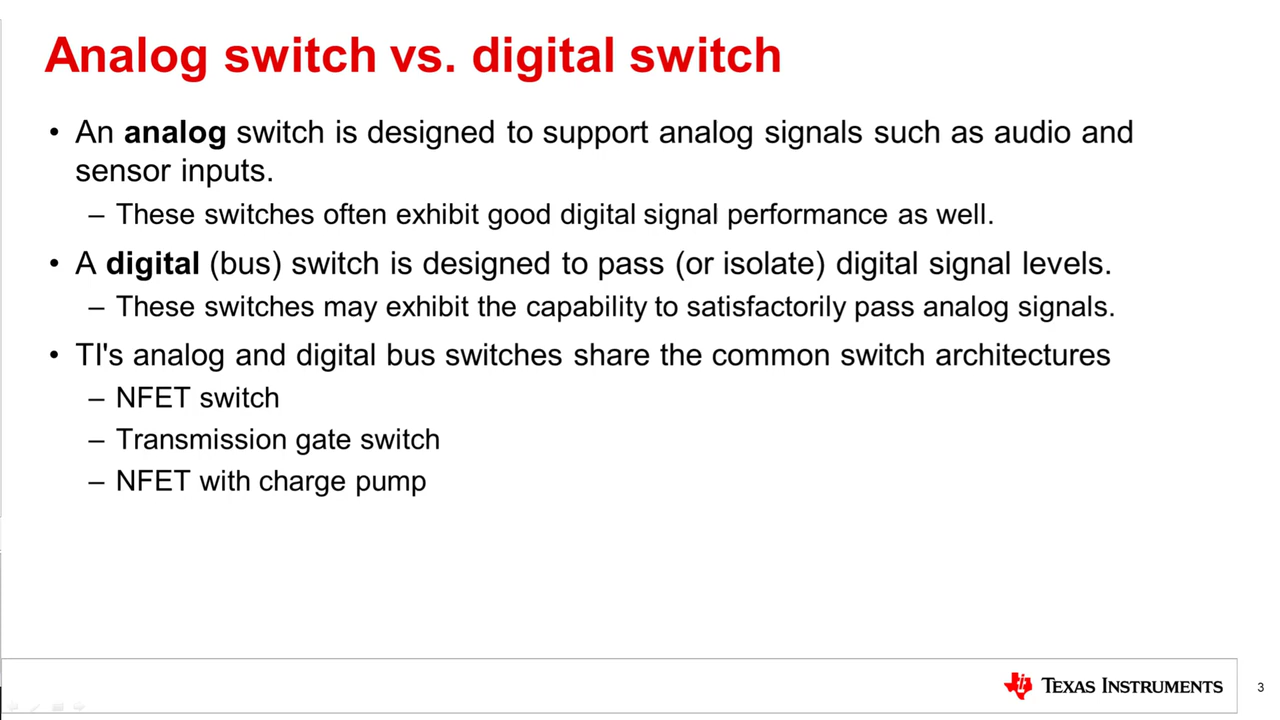 Analog switch vs. digital switch
• An analog switch is designed to support analog signals such as audio and
sensor inputs.
– These switches often exhibit good digital signal performance as well.
• A digital (bus) switch is designed to pass (or isolate) digital signal levels.
– These switches may exhibit the capability to satisfactorily pass analog signals.
• TI's analog and digital bus switches share the common switch architectures
– NFET switch
– Transmission gate switch
– NFET with charge pump
TEXAS INSTRUMENTS
3